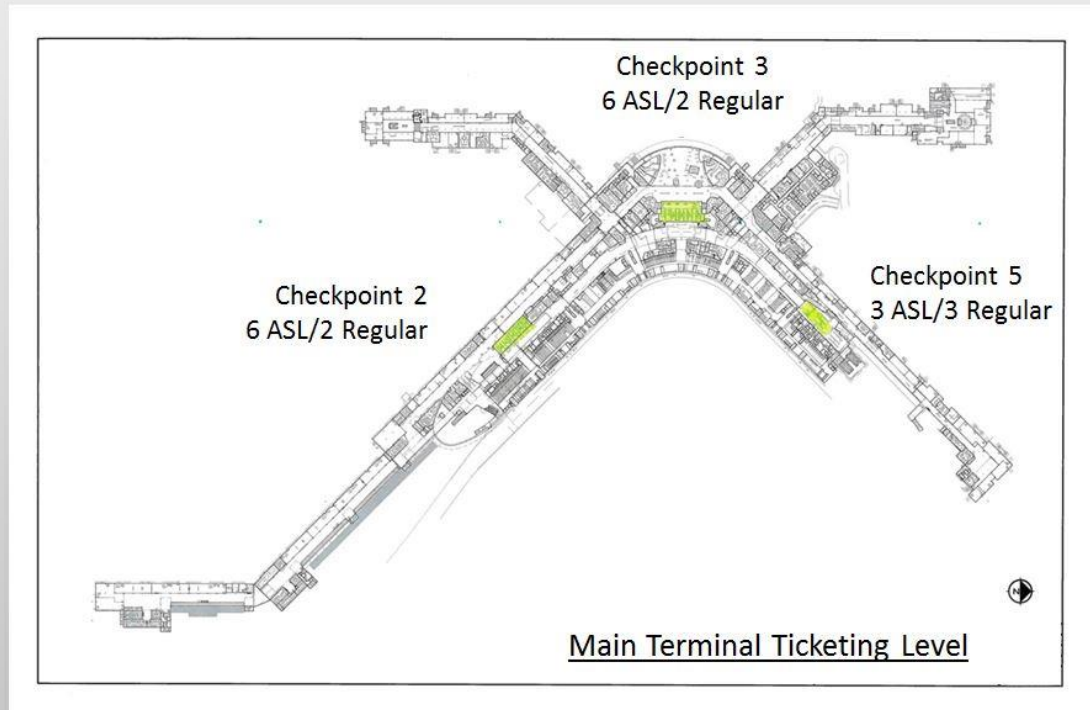 Checkpoint 3
6 ASL/2 Regular
Checkpoint 2
6 ASL/2 Regular
Checkpoint 5
3 ASL/3 Regular
N
Main Terminal Ticketing Level